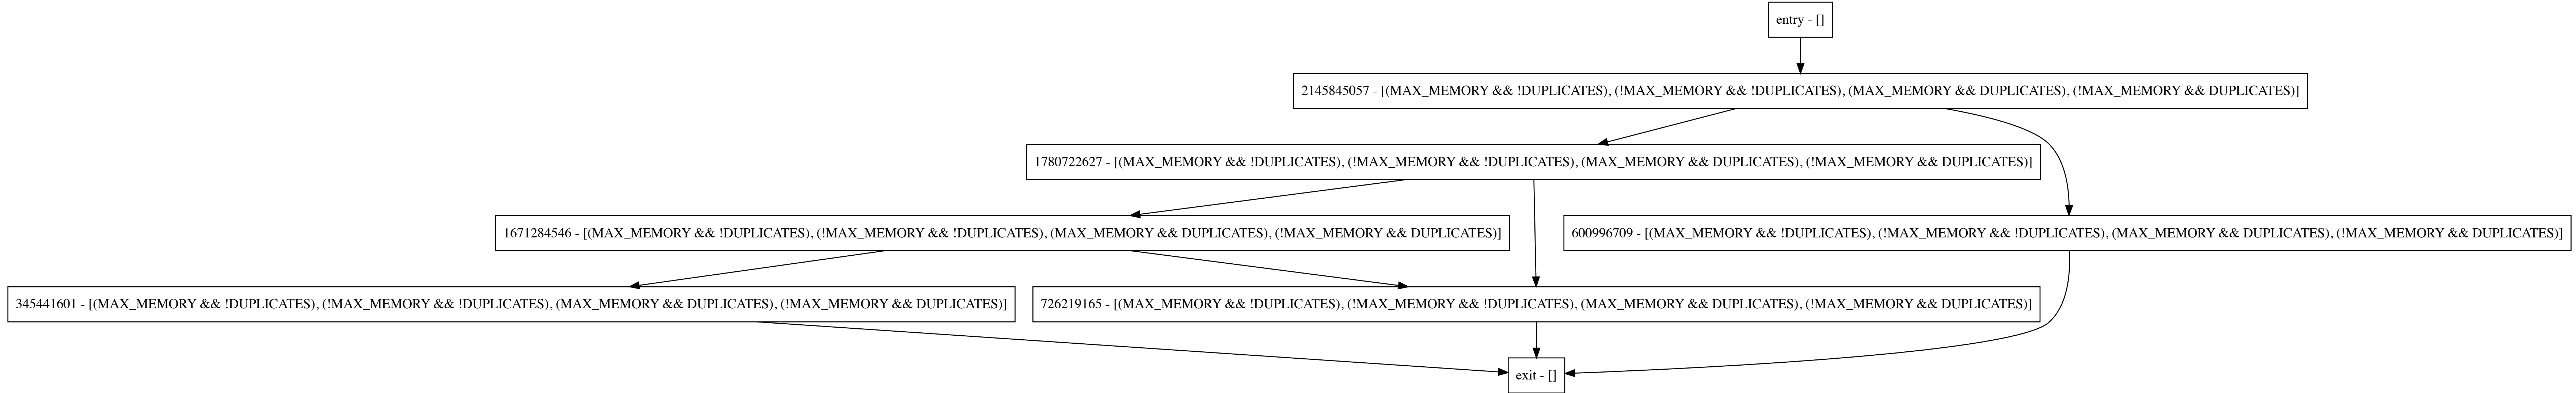 entry - []
2145845057 - [(MAX_MEMORY && !DUPLICATES), (!MAX_MEMORY && !DUPLICATES), (MAX_MEMORY && DUPLICATES), (!MAX_MEMORY && DUPLICATES)]
1780722627 - [(MAX_MEMORY && !DUPLICATES), (!MAX_MEMORY && !DUPLICATES), (MAX_MEMORY && DUPLICATES), (!MAX_MEMORY && DUPLICATES)]
1671284546 - [(MAX_MEMORY && !DUPLICATES), (!MAX_MEMORY && !DUPLICATES), (MAX_MEMORY && DUPLICATES), (!MAX_MEMORY && DUPLICATES)]
600996709 - [(MAX_MEMORY && !DUPLICATES), (!MAX_MEMORY && !DUPLICATES), (MAX_MEMORY && DUPLICATES), (!MAX_MEMORY && DUPLICATES)]
345441601 - [(MAX_MEMORY && !DUPLICATES), (!MAX_MEMORY && !DUPLICATES), (MAX_MEMORY && DUPLICATES), (!MAX_MEMORY && DUPLICATES)]
726219165 - [(MAX_MEMORY && !DUPLICATES), (!MAX_MEMORY && !DUPLICATES), (MAX_MEMORY && DUPLICATES), (!MAX_MEMORY && DUPLICATES)]
exit - []